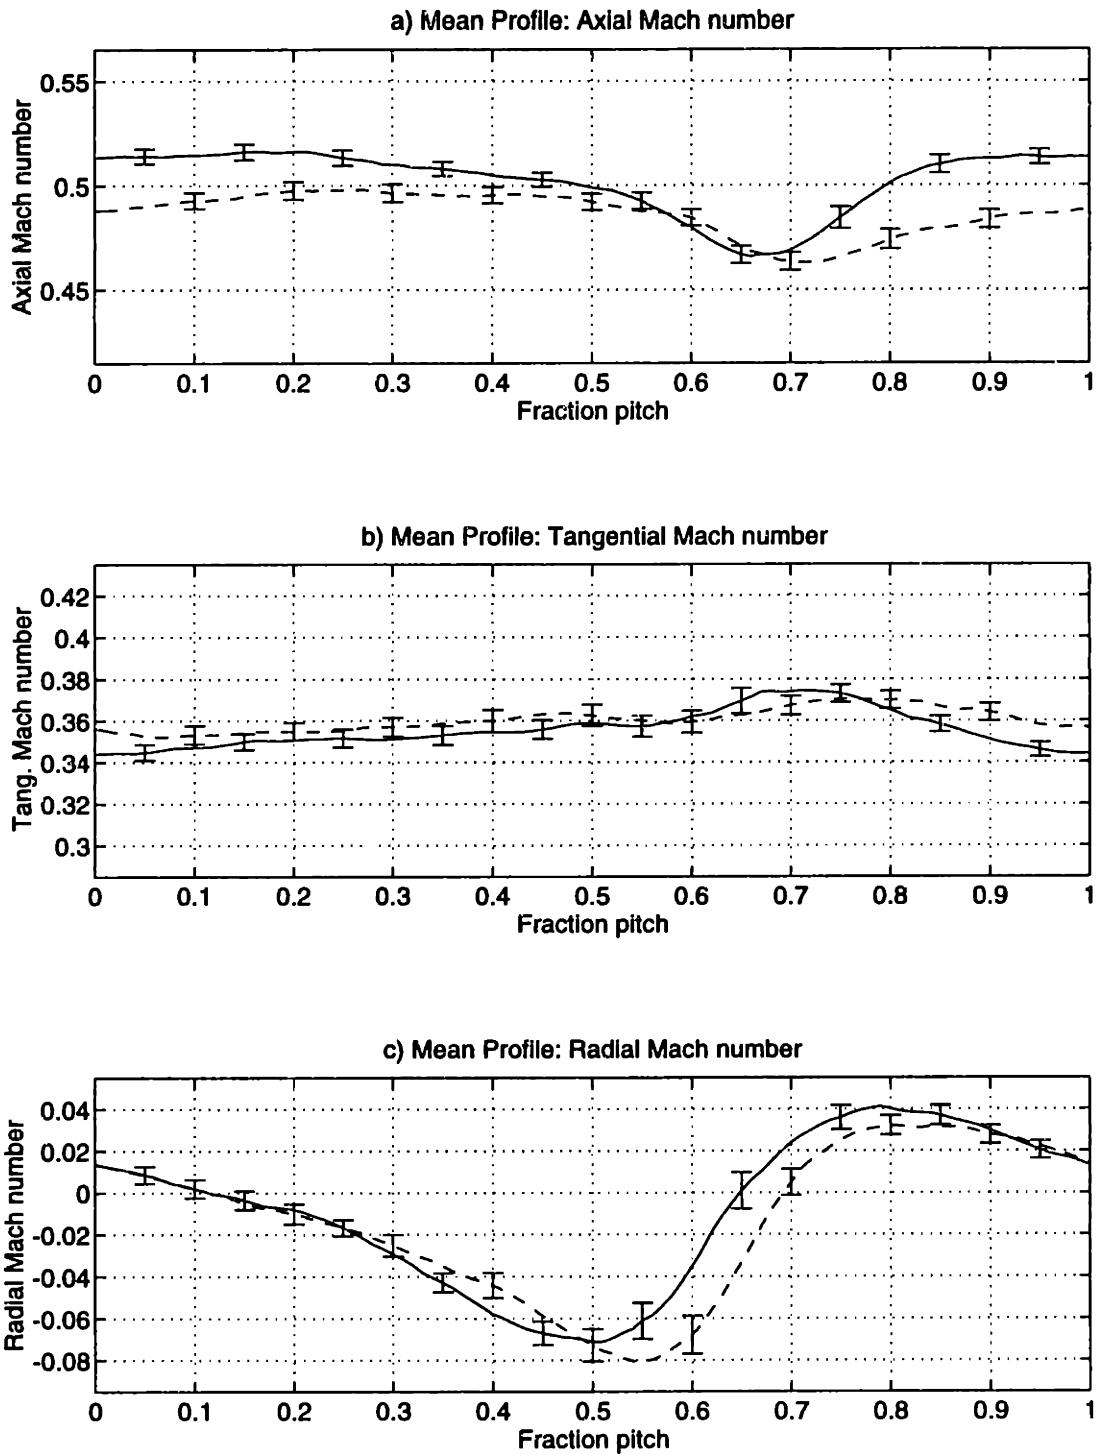 a) Mean Profile: Axial Mach number
Axial Mach number
0.55
0.5
0.45
0 0.1 0.2 0.3 0.4 0.5 0.6 0.7 0.8 0.9 1
Fraction pitch
b) Mean Profile: Tangential Mach number
Tang. Mach number
0.42
0.4
0.38
0.36
0.34
0.32
0.3
0 0.1 0.2 0.3 0.4 0.5 0.6 0.7 0.8 0.9 1
Fraction pitch
c) Mean Profile: Radial Mach number
Radial Mach number
0.04
0.02
0
-0.02
-0.04
-0.06
-0.08
0 0.1 0.2 0.3 0.4 0.5 0.6 0.7 0.8 0.9 1
Fraction pitch